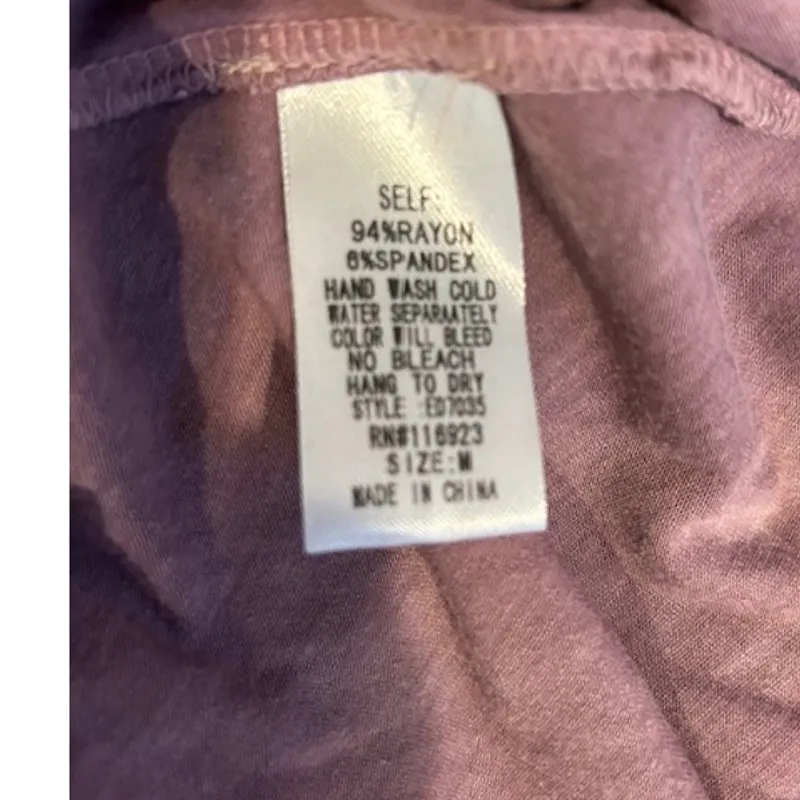 SELF:
94%RAYON
6%SPANDEX
HAND WASH COLD
WATER SEPARAATELY
COLOR WILL BLEED
NO BLEACH
HANG TO DRY
STYLE :ED7035
RN#116923
SIZE:M
MADE IN CHINA